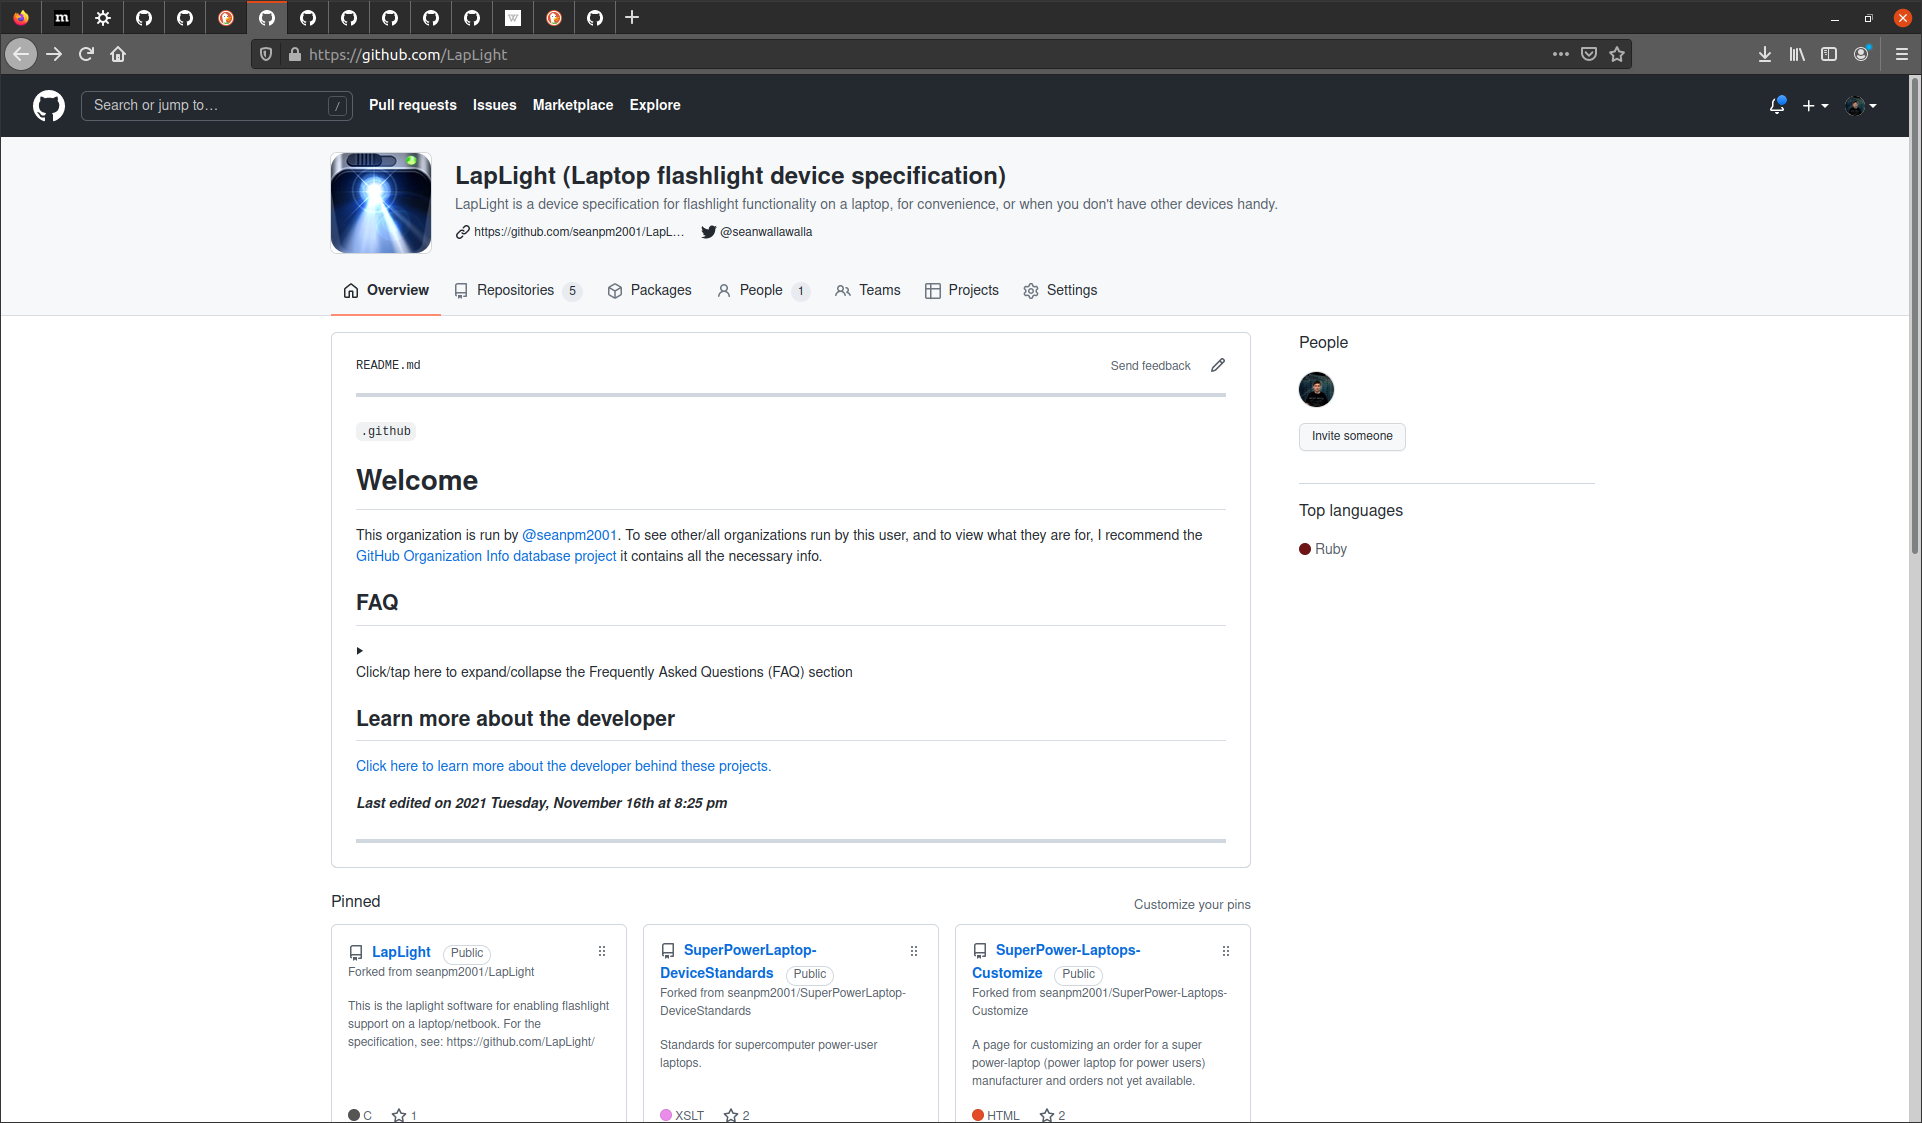 m
W
https://github.com/LapLight
Search or jump to…
/
Pull requests
Issues
Marketplace
Explore
LapLight (Laptop flashlight device specification)
LapLight is a device specification for flashlight functionality on a laptop, for convenience, or when you don't have other devices handy.
https://github.com/seanpm2001/LapL…
@seanwallawalla
Overview
Repositories 5
Packages
People 1
Teams
Projects
Settings
README.md
Send feedback
.github
Welcome
This organization is run by @seanpm2001. To see other/all organizations run by this user, and to view what they are for, I recommend the
GitHub Organization Info database project it contains all the necessary info.
FAQ
Click/tap here to expand/collapse the Frequently Asked Questions (FAQ) section
Learn more about the developer
Click here to learn more about the developer behind these projects.
Last edited on 2021 Tuesday, November 16th at 8:25 pm
People
Invite someone
Top languages
Ruby
Pinned
Customize your pins
LapLight Public
Forked from seanpm2001/LapLight
This is the laplight software for enabling flashlight
support on a laptop/netbook. For the
specification, see: https://github.com/LapLight/
C 1
SuperPowerLaptop-
DeviceStandards Public
Forked from seanpm2001/SuperPowerLaptop-
DeviceStandards
Standards for supercomputer power-user
laptops.
XSLT 2
SuperPower-Laptops-
Customize Public
Forked from seanpm2001/SuperPower-Laptops-
Customize
A page for customizing an order for a super
power-laptop (power laptop for power users)
manufacturer and orders not yet available.
HTML 2